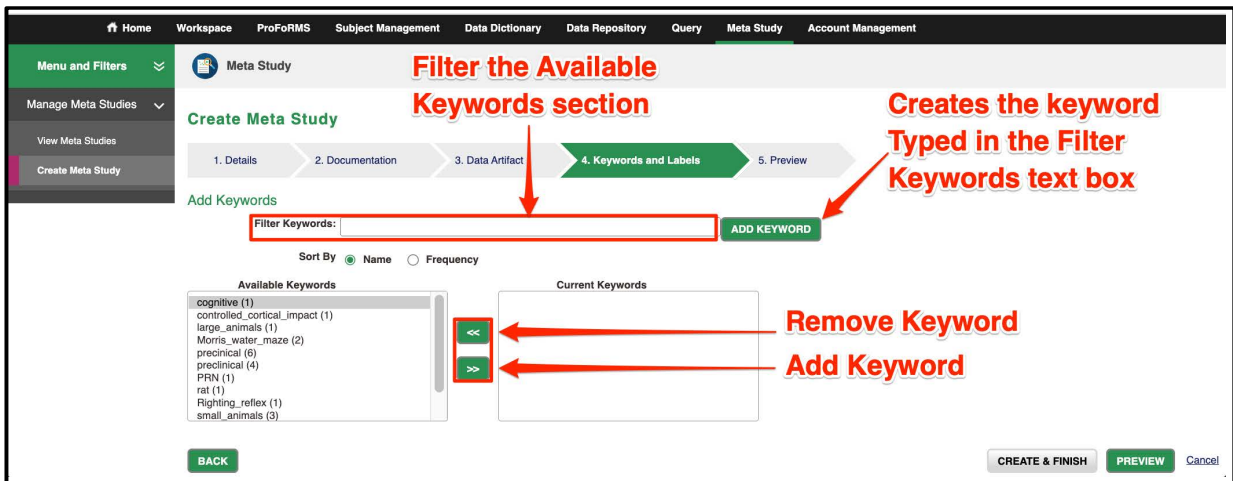 Home Workspace ProFoRMS Subject Management Data Dictionary Data Repository Query Meta Study Account Management
Menu and Filters
Meta Study
Filter the Available
Keywords section
Manage Meta Studies
View Meta Studies
Create Meta Study
Create Meta Study
Creates the keyword
Typed in the Filter
Keywords text box
1. Details 2. Documentation 3. Data Artifact 4. Keywords and Labels 5. Preview
Add Keywords
Filter Keywords: ADD KEYWORD
Sort By Name Frequency
Available Keywords Current Keywords
cognitive (1)
controlled_cortical_impact (1)
large_animals (1)
Morris_water_maze (2)
precinical (6)
preclinical (4)
PRN (1)
rat (1)
Righting_reflex (1)
small_animals (3)
<<
>>
Remove Keyword
Add Keyword
BACK CREATE & FINISH PREVIEW Cancel